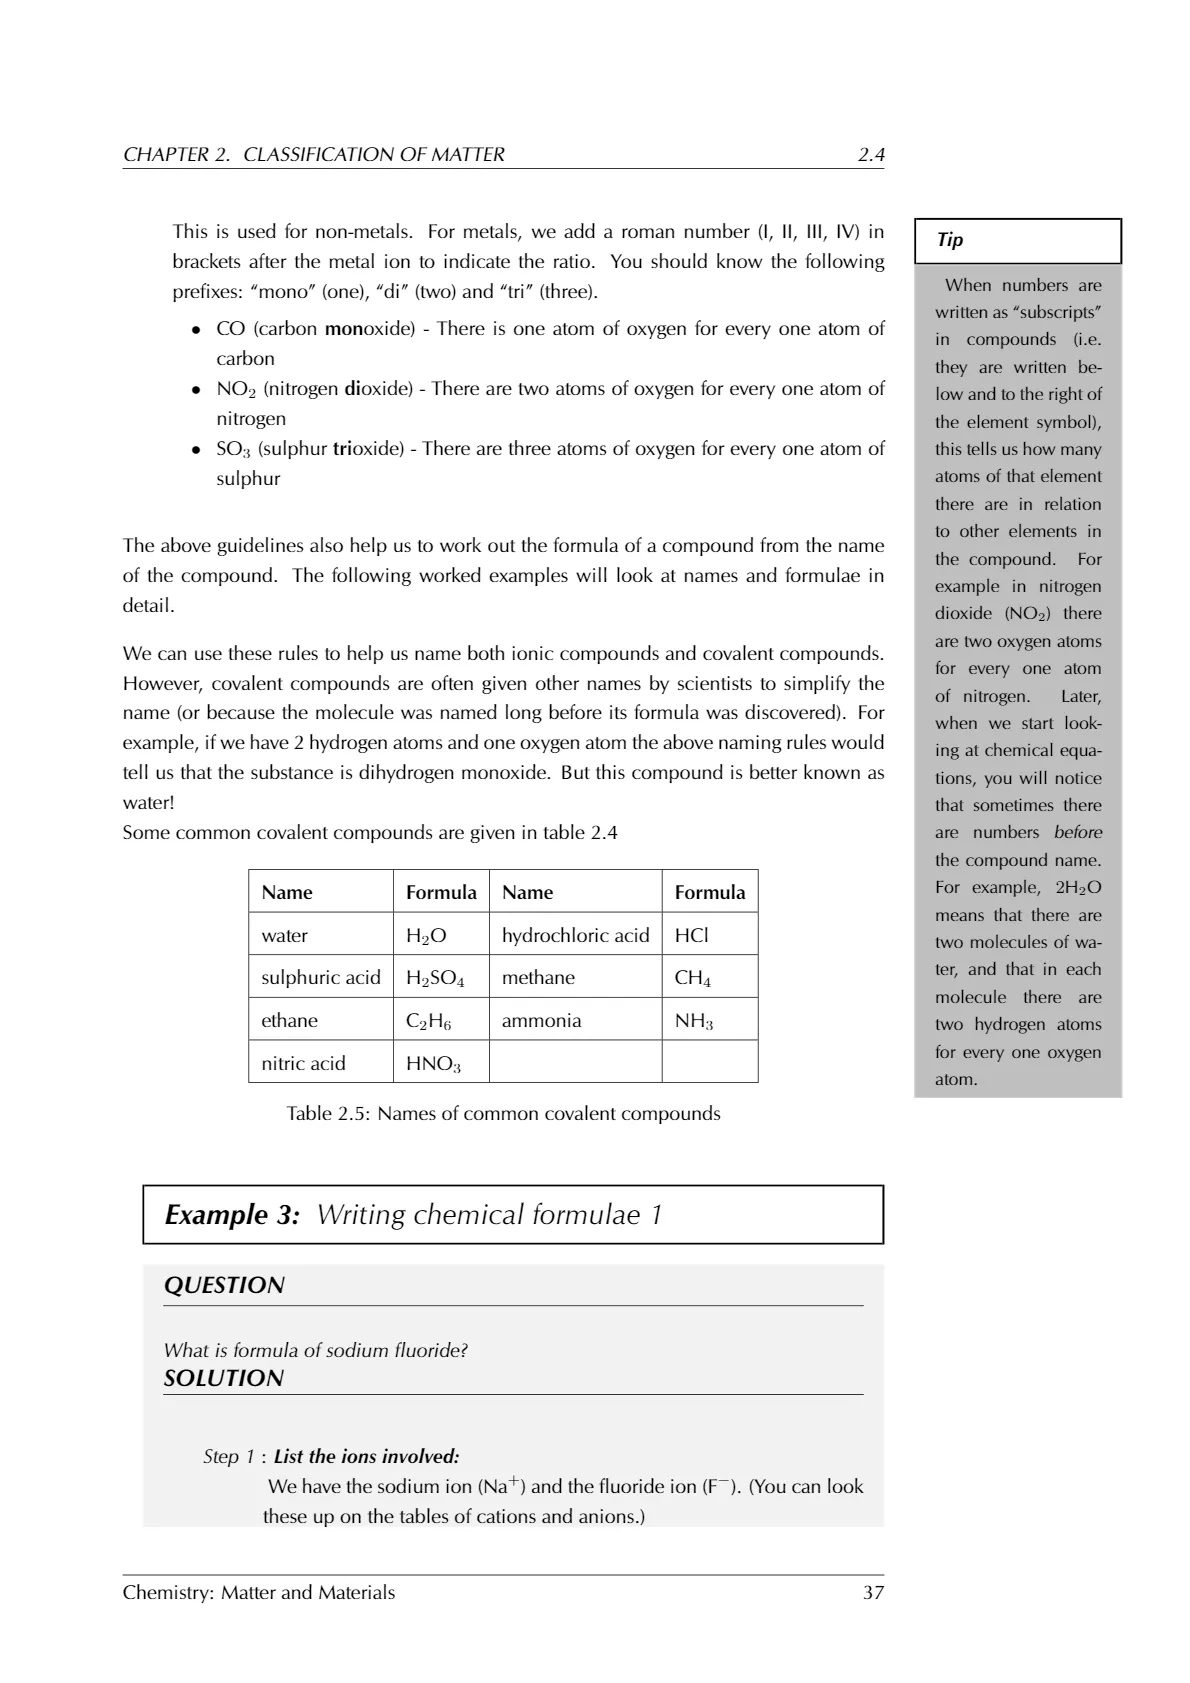 CHAPTER 2. CLASSIFICATION OF MATTER 2.4
This is used for non-metals. For metals, we add a roman number (I, II, III, IV) in
brackets after the metal ion to indicate the ratio. You should know the following
prefixes: “mono” (one), “di” (two) and “tri” (three).
• CO (carbon monoxide) - There is one atom of oxygen for every one atom of
carbon
• NO₂ (nitrogen dioxide) - There are two atoms of oxygen for every one atom of
nitrogen
• SO₃ (sulphur trioxide) - There are three atoms of oxygen for every one atom of
sulphur
The above guidelines also help us to work out the formula of a compound from the name
of the compound. The following worked examples will look at names and formulae in
detail.
We can use these rules to help us name both ionic compounds and covalent compounds.
However, covalent compounds are often given other names by scientists to simplify the
name (or because the molecule was named long before its formula was discovered). For
example, if we have 2 hydrogen atoms and one oxygen atom the above naming rules would
tell us that the substance is dihydrogen monoxide. But this compound is better known as
water!
Some common covalent compounds are given in table 2.4
Name Formula Name Formula
water H₂O hydrochloric acid HCl
sulphuric acid H₂SO₄ methane CH₄
ethane C₂H₆ ammonia NH₃
nitric acid HNO₃
Table 2.5: Names of common covalent compounds
Example 3: Writing chemical formulae 1
QUESTION
What is formula of sodium fluoride?
SOLUTION
Step 1 : List the ions involved:
We have the sodium ion (Na⁺) and the fluoride ion (F⁻). (You can look
these up on the tables of cations and anions.)
Tip
When numbers are
written as “subscripts”
in compounds (i.e.
they are written be-
low and to the right of
the element symbol),
this tells us how many
atoms of that element
there are in relation
to other elements in
the compound. For
example in nitrogen
dioxide (NO₂) there
are two oxygen atoms
for every one atom
of nitrogen. Later,
when we start look-
ing at chemical equa-
tions, you will notice
that sometimes there
are numbers before
the compound name.
For example, 2H₂O
means that there are
two molecules of wa-
ter, and that in each
molecule there are
two hydrogen atoms
for every one oxygen
atom.
Chemistry: Matter and Materials 37